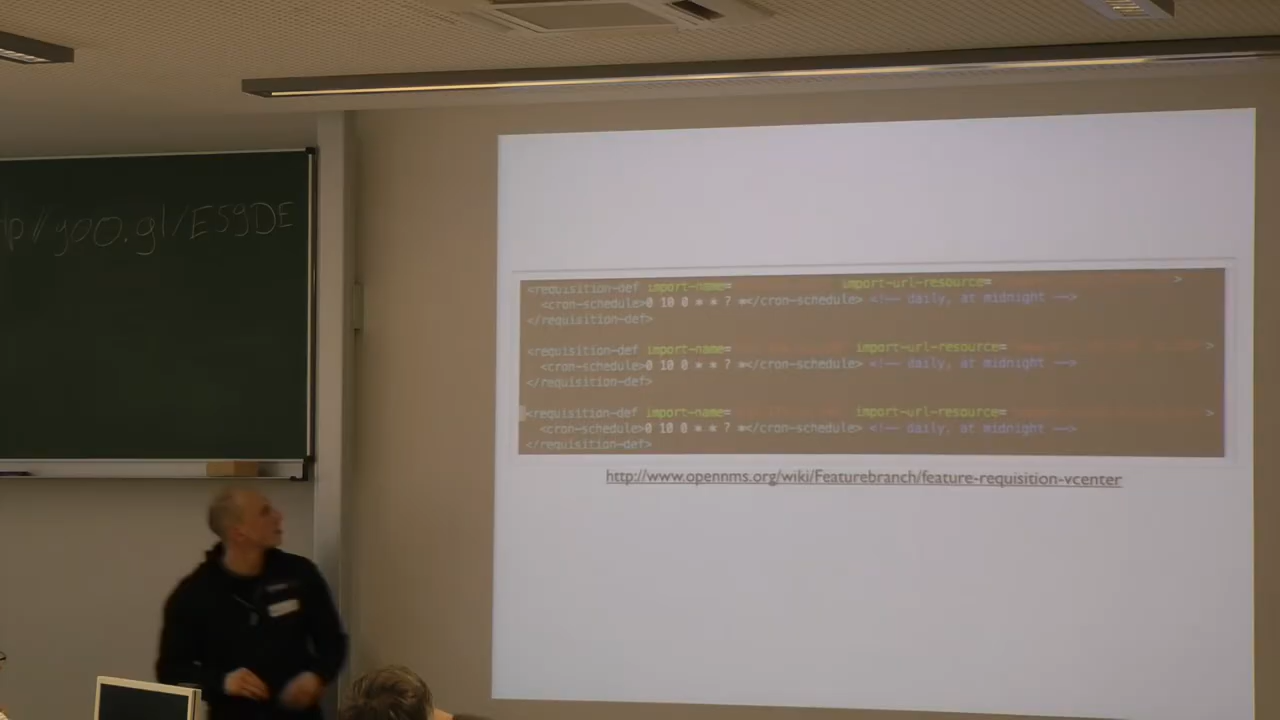 tp//goo.gl/E59DE
<requisition-def import-name= import-url-resource= >
<cron-schedule>0 10 0 * * ? *</cron-schedule> <!-- daily, at midnight -->
</requisition-def>
<requisition-def import-name= import-url-resource= >
<cron-schedule>0 10 0 * * ? *</cron-schedule> <!-- daily, at midnight -->
</requisition-def>
<requisition-def import-name= import-url-resource= >
<cron-schedule>0 10 0 * * ? *</cron-schedule> <!-- daily, at midnight -->
</requisition-def>
http://www.opennms.org/wiki/Featurebranch/feature-requisition-vcenter